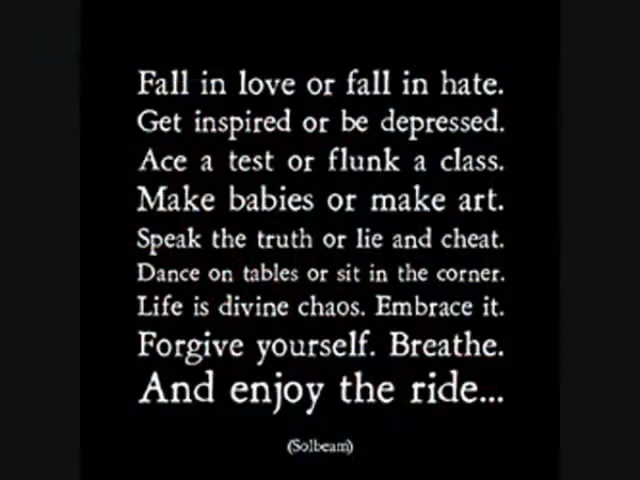 Fall in love or fall in hate.
Get inspired or be depressed.
Ace a test or flunk a class.
Make babies or make art.
Speak the truth or lie and cheat.
Dance on tables or sit in the corner.
Life is divine chaos. Embrace it.
Forgive yourself. Breathe.
And enjoy the ride...
(Solbeam)